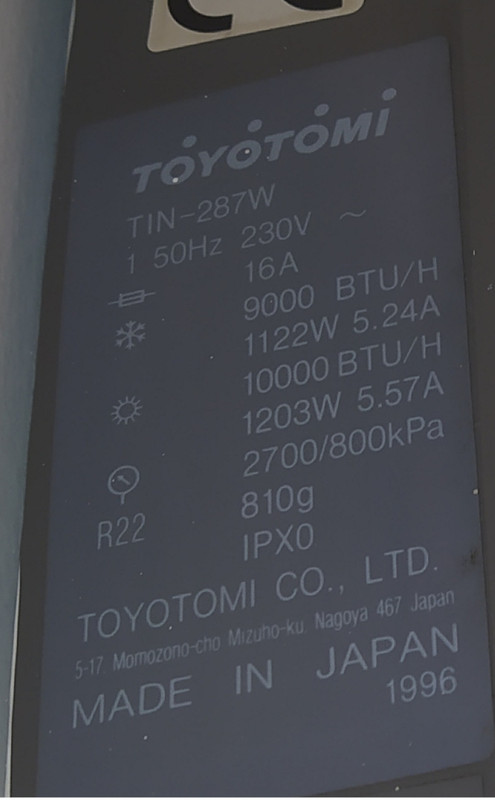 CE
TOYOTOMI
TIN-287W
1 50Hz 230V ~
16A
9000 BTU/H
1122W 5.24A
10000 BTU/H
1203W 5.57A
2700/800kPa
810g
R22
IPX0
TOYOTOMI CO., LTD.
5-17 Momozono-cho Mizuho-ku Nagoya 467 Japan
MADE IN JAPAN
1996